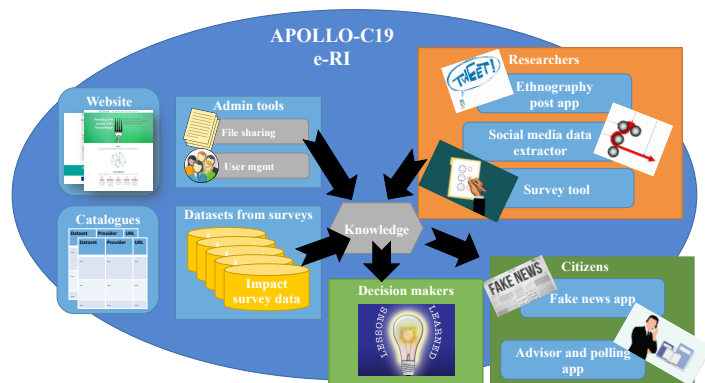 APOLLO-C19
e-RI
Website
Admin tools
File sharing
User mgmt
Researchers
TARGET!
Ethnography
post app
Social media data
extractor
Survey tool
Catalogues
Dataset Provider URL
Dataset Provider URL
Datasets from surveys
Impact
survey data
Knowledge
Decision makers
LESSONS
LEARNED
Citizens
FAKE NEWS
Fake news app
Advisor and polling
app